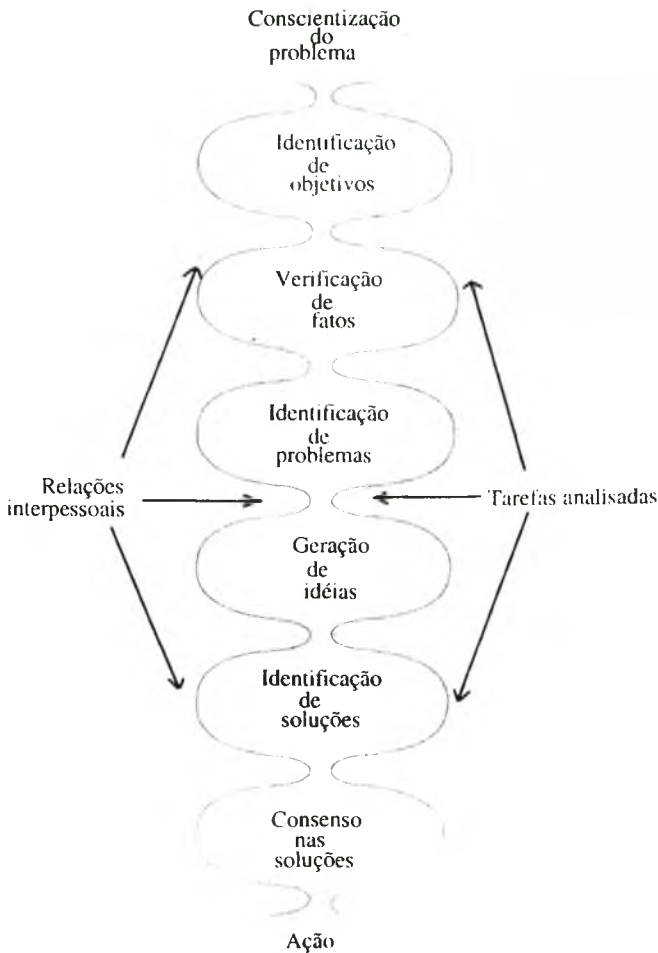 Conscientização
do
problema
Identificação
de
objetivos
Verificação
de
fatos
Identificação
de
problemas
Relações
interpessoais
Tarefas analisadas
Geração
de
idéias
Identificação
de
soluções
Consenso
nas
soluções
Ação